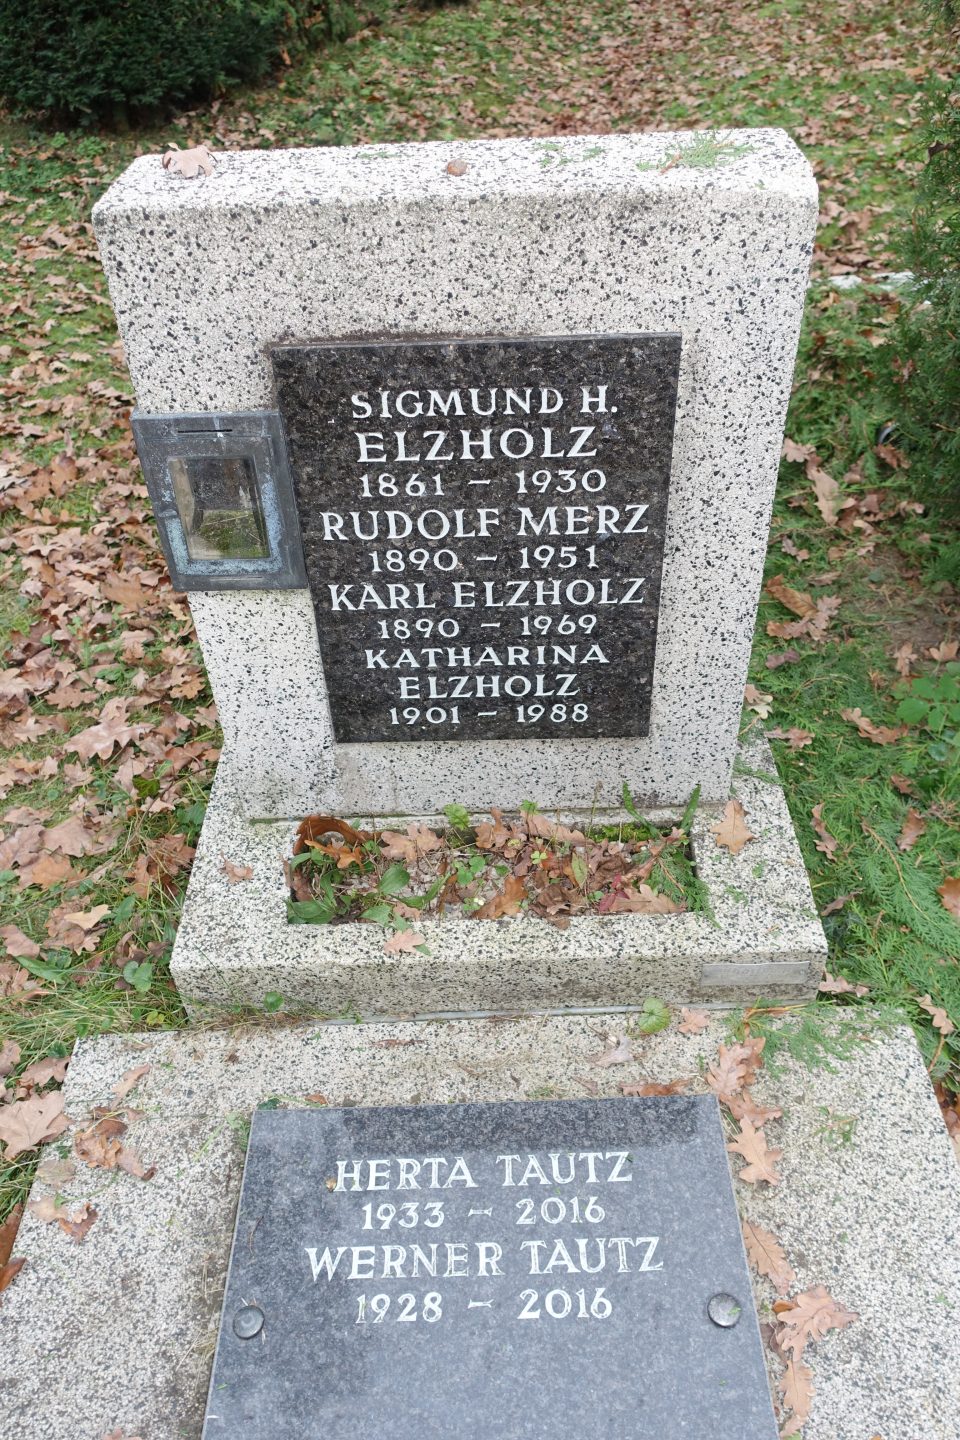 SIGMUND H.
ELZHOLZ
1861 - 1930
RUDOLF MERZ
1890 - 1951
KARL ELZHOLZ
1890 - 1969
KATHARINA
ELZHOLZ
1901 - 1988
HERTA TAUTZ
1933 - 2016
WERNER TAUTZ
1928 - 2016